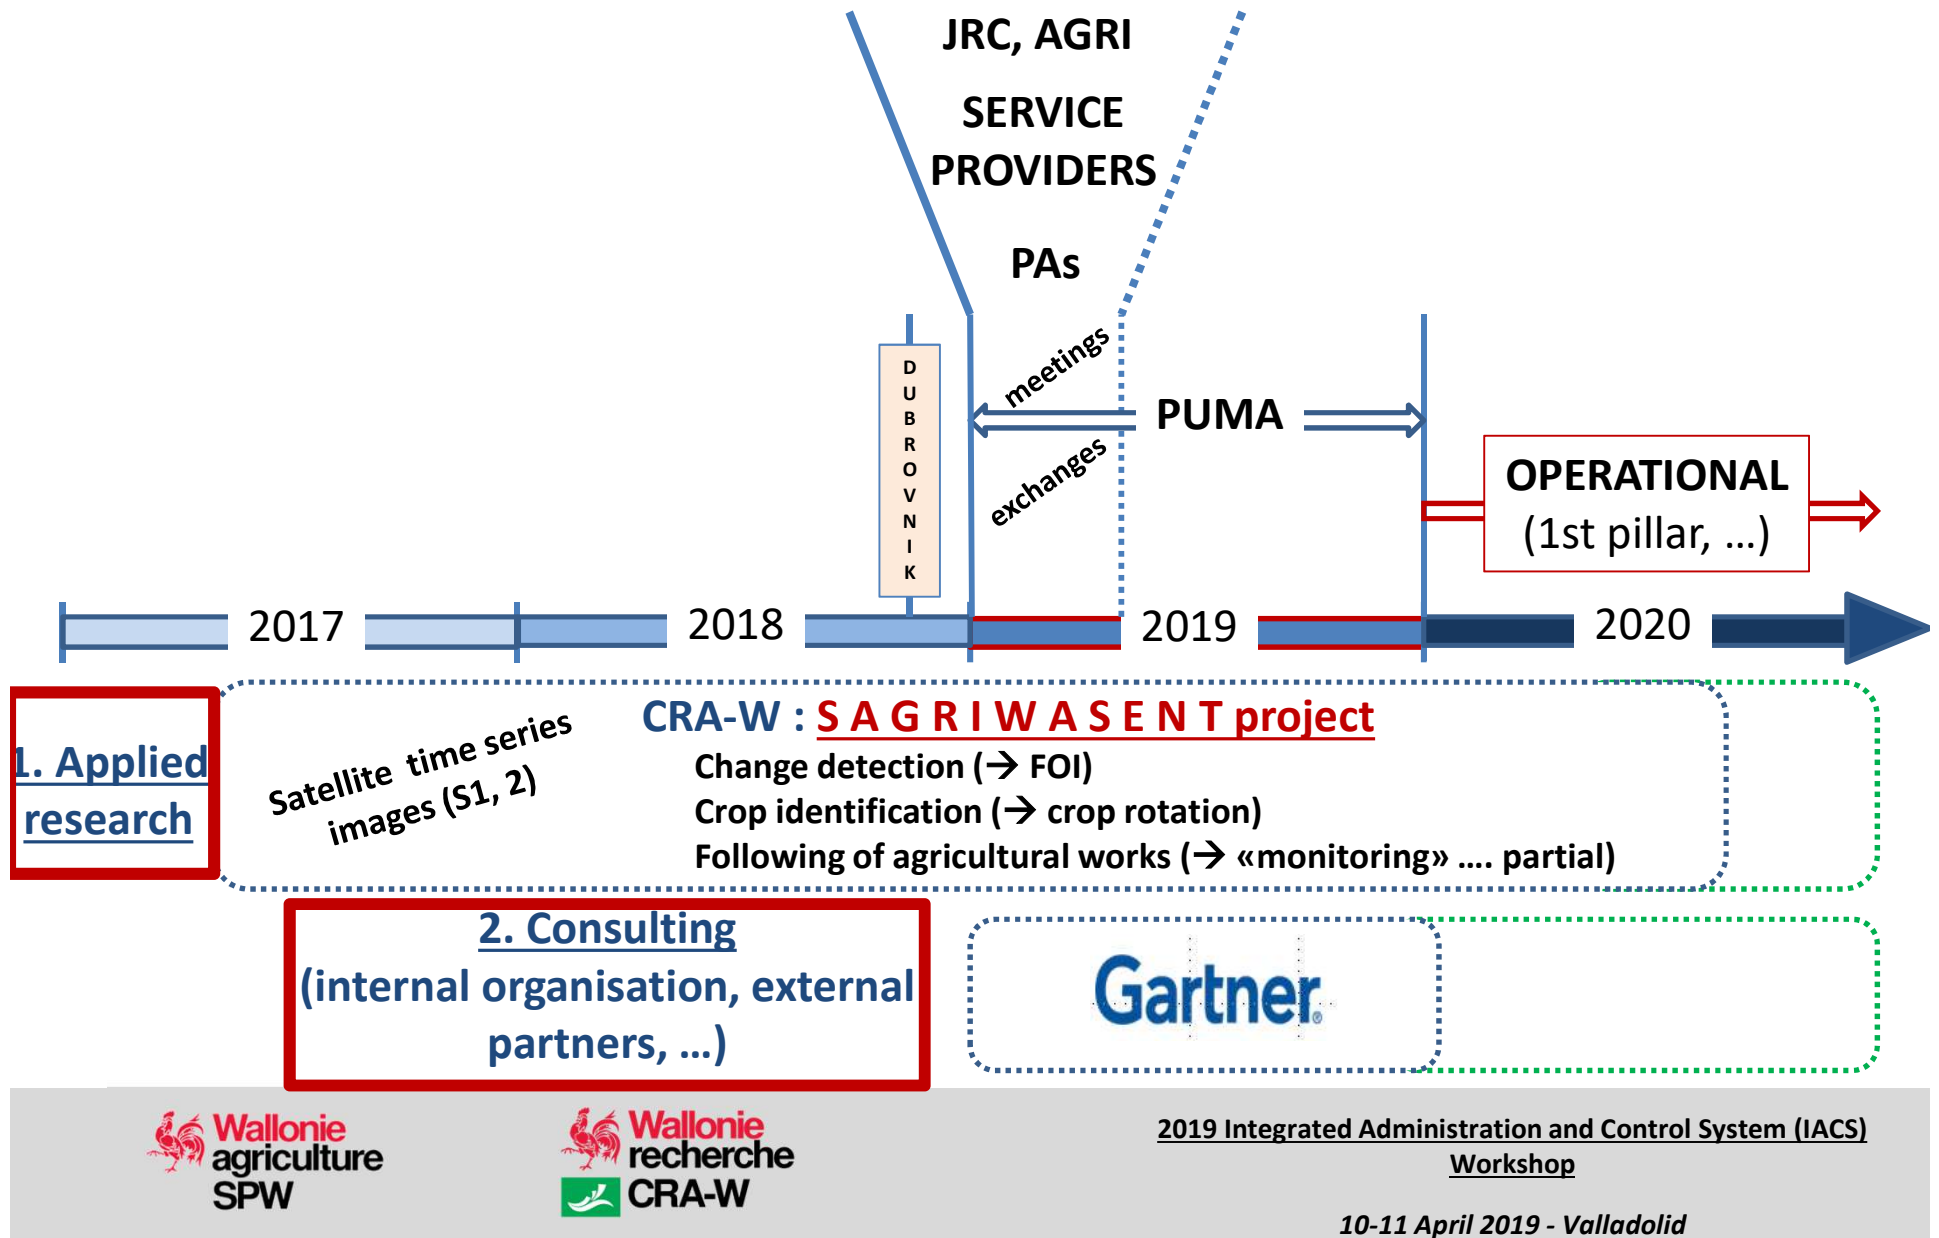 JRC, AGRI
SERVICE
PROVIDERS
PAs
DUBROVNIK
meetings
exchanges
PUMA
OPERATIONAL
(1st pillar, ...)
2017
2018
2019
2020
1. Applied
research
Satellite time series
images (S1, 2)
CRA-W : S A G R I W A S E N T project
Change detection (→ FOI)
Crop identification (→ crop rotation)
Following of agricultural works (→ «monitoring» .... partial)
2. Consulting
(internal organisation, external
partners, ...)
Gartner®
Wallonie
agriculture
SPW
Wallonie
recherche
CRA-W
2019 Integrated Administration and Control System (IACS)
Workshop
10-11 April 2019 - Valladolid